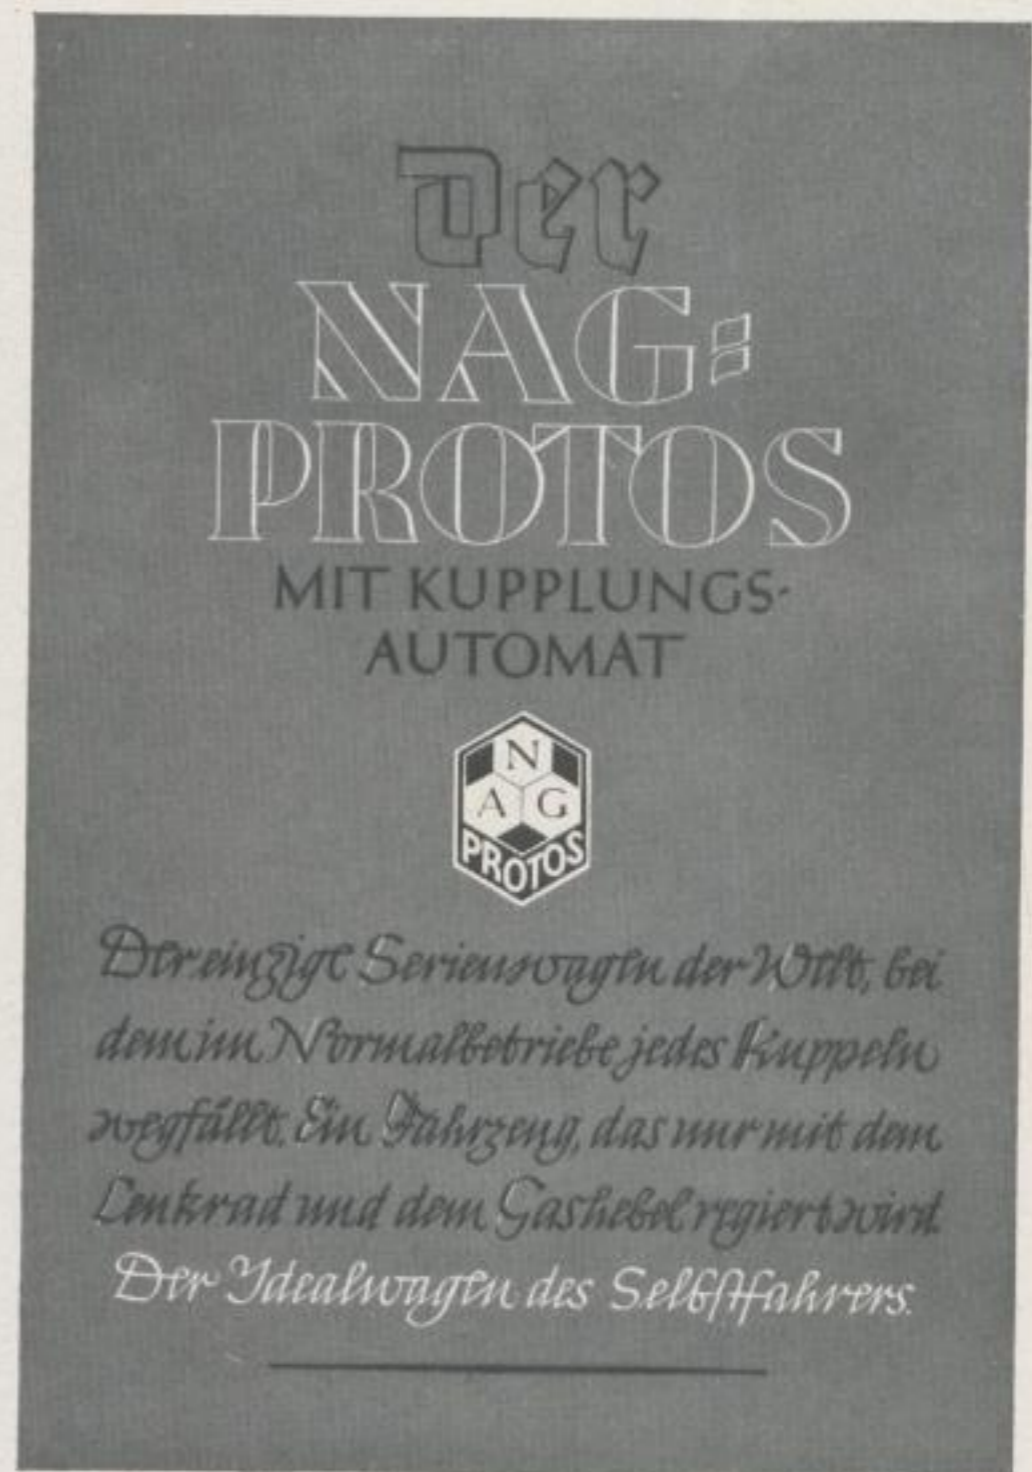 Der
NAG=
PROTOS
MIT KUPPLUNGS-
AUTOMAT
N
A G
PROTOS
Der einzige Serienwagen der Welt, bei
dem im Normalbetriebe jedes Kuppeln
wegfällt. Ein Fahrzeug, das nur mit dem
Lenkrad und dem Gashebel regiert wird.
Der Idealwagen des Selbstfahrers.